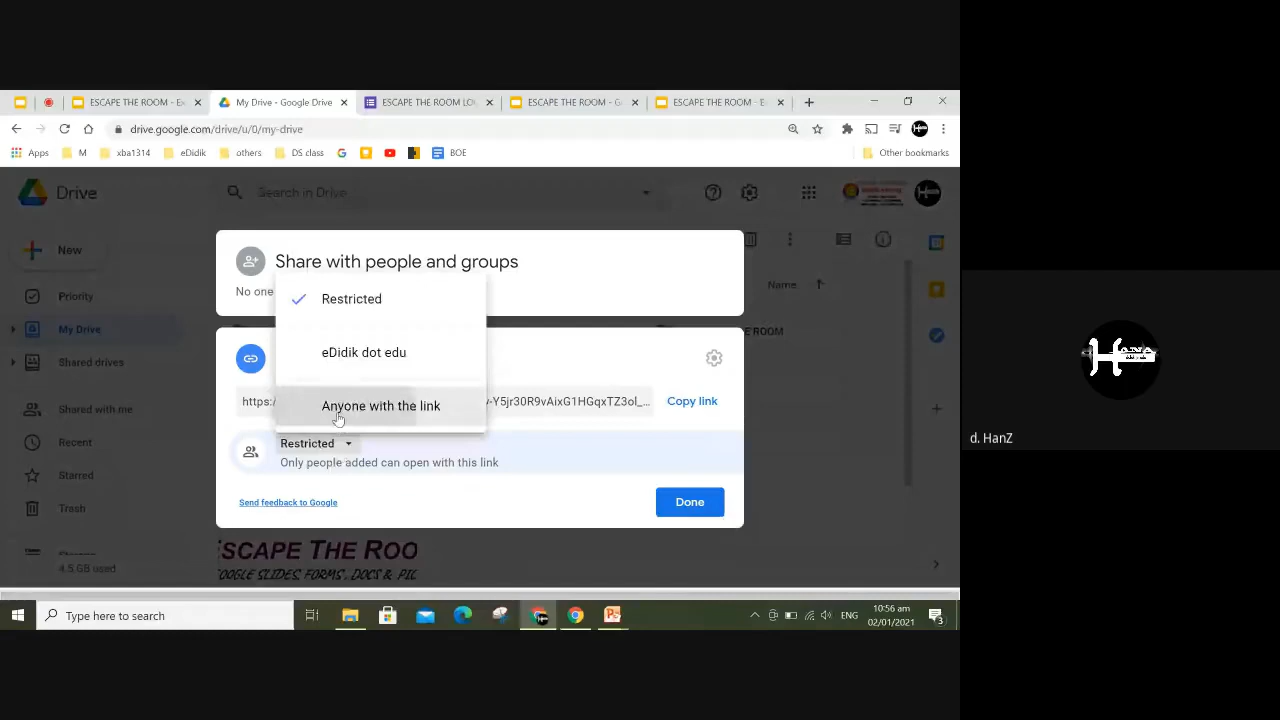 ESCAPE THE ROOM - E
My Drive - Google Drive
ESCAPE THE ROOM LO
ESCAPE THE ROOM - G
ESCAPE THE ROOM - E
drive.google.com/drive/u/0/my-drive
Apps M xba1314 eDidik others DS class BOE Other bookmarks
Drive
Search in Drive
New
Share with people and groups
No one
Restricted
eDidik dot edu
Anyone with the link
https:/ -Y5jr30R9vAixG1HGqxTZ3ol_...
Copy link
Restricted
Only people added can open with this link
Send feedback to Google
Done
Priority
My Drive
Shared drives
Shared with me
Recent
Starred
Trash
4.5 GB used
Name
E ROOM
ESCAPE THE ROO
GOOGLE SLIDES, FORMS, DOCS & PI
Type here to search
ENG
10:56 am
02/01/2021
3
HANZ
d. HanZ